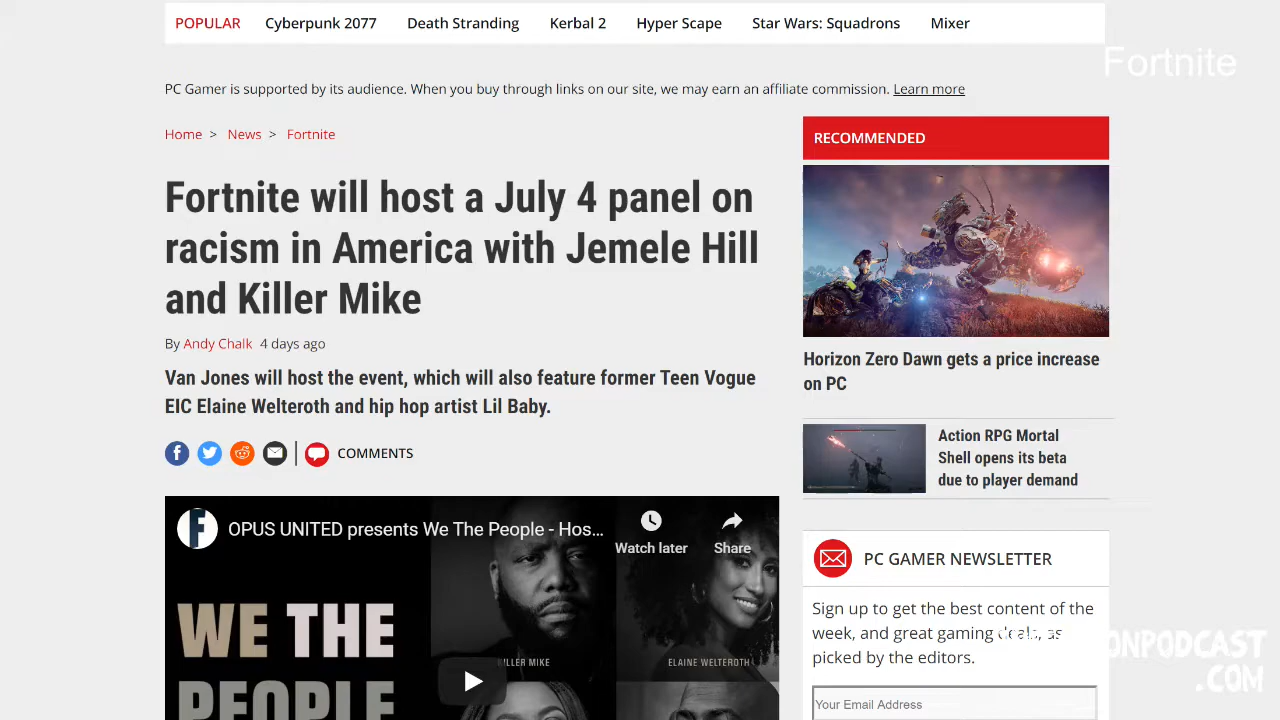 POPULAR Cyberpunk 2077 Death Stranding Kerbal 2 Hyper Scape Star Wars: Squadrons Mixer
Fortnite
PC Gamer is supported by its audience. When you buy through links on our site, we may earn an affiliate commission. Learn more
Home > News > Fortnite
Fortnite will host a July 4 panel on
racism in America with Jemele Hill
and Killer Mike
By Andy Chalk 4 days ago
Van Jones will host the event, which will also feature former Teen Vogue
EIC Elaine Welteroth and hip hop artist Lil Baby.
COMMENTS
OPUS UNITED presents We The People - Hos...
Watch later
Share
WE THE
PEOPLE
KILLER MIKE
ELAINE WELTEROTH
RECOMMENDED
Horizon Zero Dawn gets a price increase
on PC
Action RPG Mortal
Shell opens its beta
due to player demand
PC GAMER NEWSLETTER
Sign up to get the best content of the
week, and great gaming deals, as
picked by the editors.
Your Email Address
ONPODCAST
.COM